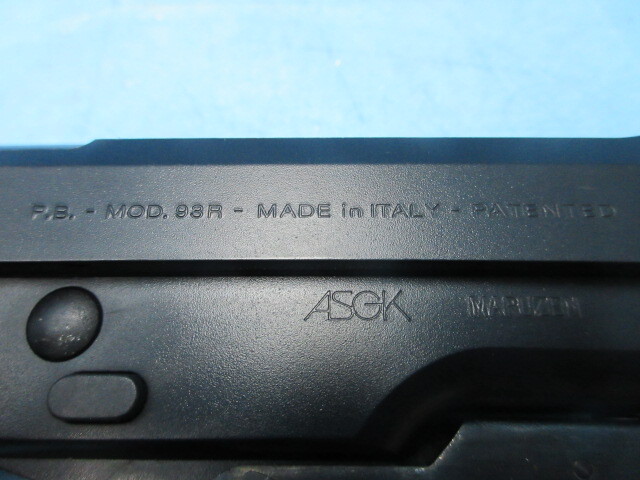 P.B. - MOD. 93R - MADE in ITALY - PATENTED
ASGK MARUZEN